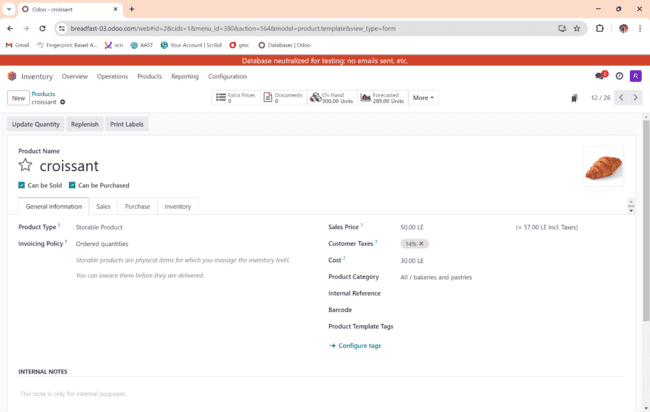 Odoo - croissant
breadfast-03.odoo.com/web#id=2&cids=1&menu_id=380&action=564&model=product.template&view_type=form
Gmail
Fingerprint Based A...
vcn
AAST
Your Account | Scribd
gmc
Databases | Odoo
Database neutralized for testing: no emails sent, etc.
Inventory Overview Operations Products Reporting Configuration
2
R
New
Products
croissant
Extra Prices
0
Documents
0
On Hand
300.00 Units
Forecasted
289.00 Units
More
12 / 26
Update Quantity
Replenish
Print Labels
Product Name
croissant
Can be Sold
Can be Purchased
General Information
Sales
Purchase
Inventory
Product Type ? Storable Product
Invoicing Policy ? Ordered quantities
Storable products are physical items for which you manage the inventory level.
You can invoice them before they are delivered.
Sales Price ? 50.00 LE (= 57.00 LE Incl. Taxes)
Customer Taxes ? 14%
Cost ? 30.00 LE
Product Category All / bakeries and pastries
Internal Reference
Barcode
Product Template Tags
Configure tags
INTERNAL NOTES
This note is only for internal purposes.